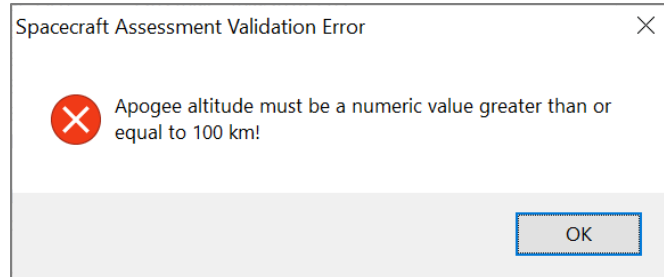 Spacecraft Assessment Validation Error
Apogee altitude must be a numeric value greater than or
equal to 100 km!
OK